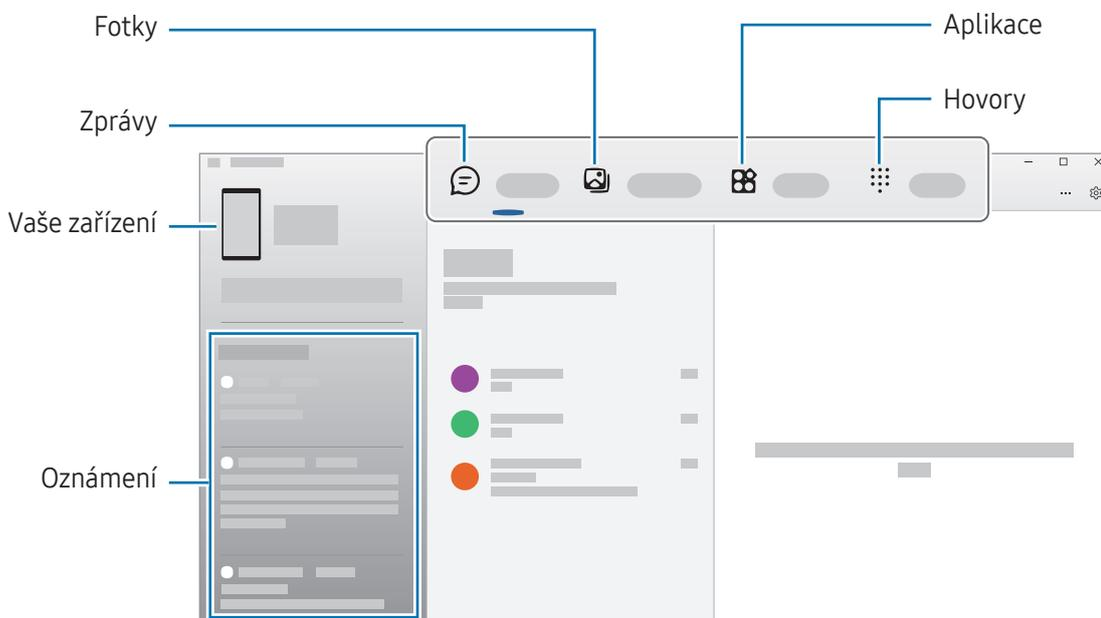 Fotky
Aplikace
Zprávy
Hovory
Vaše zařízení
Oznámení